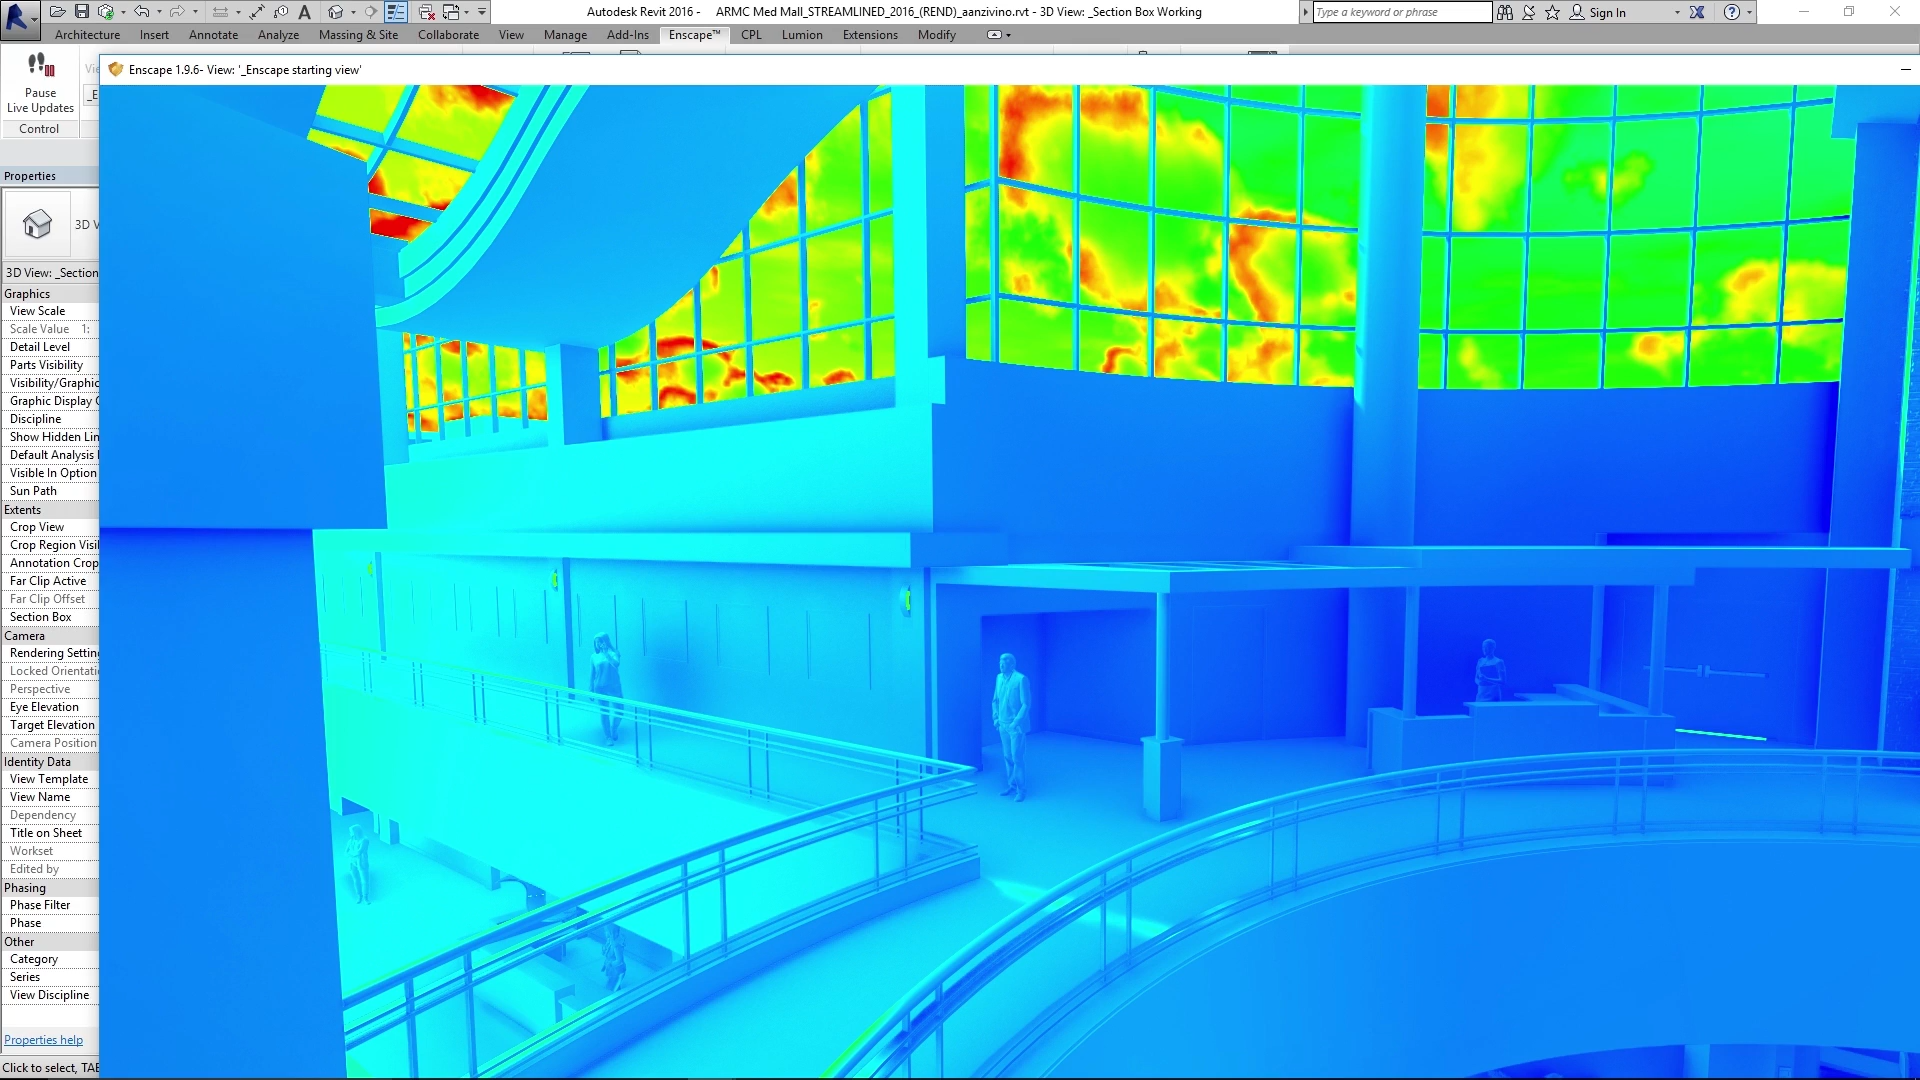 Autodesk Revit 2016 -     ARMC Med Mall_STREAMLINED_2016_(REND)_aanzivino.rvt - 3D View: _Section Box Working
Type a keyword or phrase
Sign In
Architecture Insert Annotate Analyze Massing & Site Collaborate View Manage Add-Ins Enscape™ CPL Lumion Extensions Modify
Enscape 1.9.6- View: '_Enscape starting view'
Pause
Live Updates
Control
Properties
3D V
3D View: _Section
Graphics
View Scale
Scale Value    1:
Detail Level
Parts Visibility
Visibility/Graphic
Graphic Display
Discipline
Show Hidden Lin
Default Analysis
Visible In Option
Sun Path
Extents
Crop View
Crop Region Visi
Annotation Crop
Far Clip Active
Far Clip Offset
Section Box
Camera
Rendering Setting
Locked Orientatio
Perspective
Eye Elevation
Target Elevation
Camera Position
Identity Data
View Template
View Name
Dependency
Title on Sheet
Workset
Edited by
Phasing
Phase Filter
Phase
Other
Category
Series
View Discipline
Properties help
Click to select, TAB